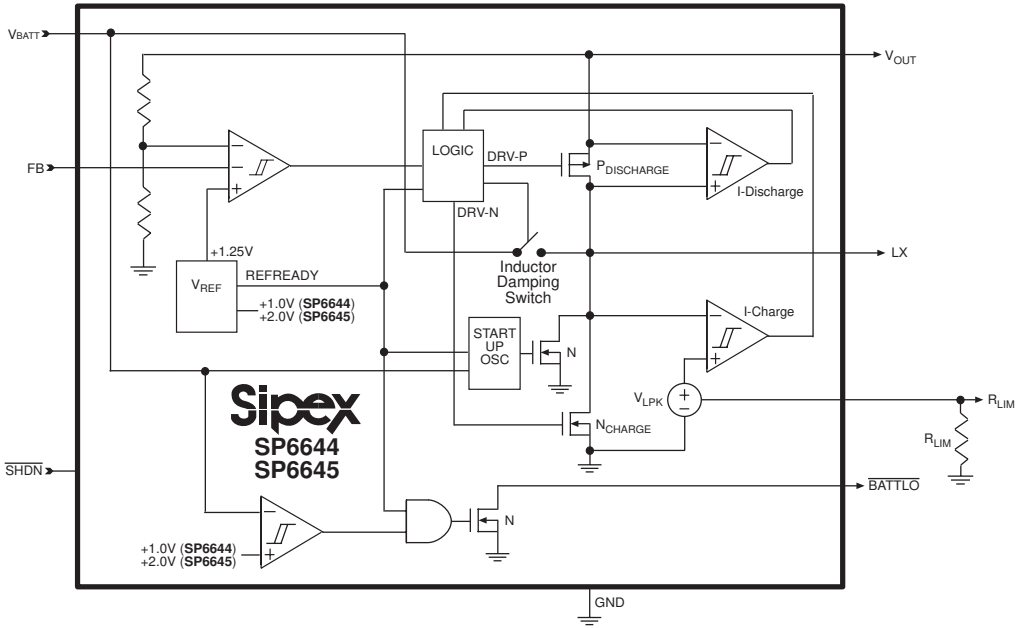 VBATT
VOUT
LOGIC
DRV-P
PDISCHARGE
FB
I-Discharge
DRV-N
+1.25V
LX
Inductor
Damping
Switch
VREF
REFREADY
+1.0V (SP6644)
+2.0V (SP6645)
I-Charge
START
UP
OSC
N
Sipex
SP6644
SP6645
VLPK
RLIM
NCHARGE
RLIM
SHDN
BATTLO
N
+1.0V (SP6644)
+2.0V (SP6645)
GND